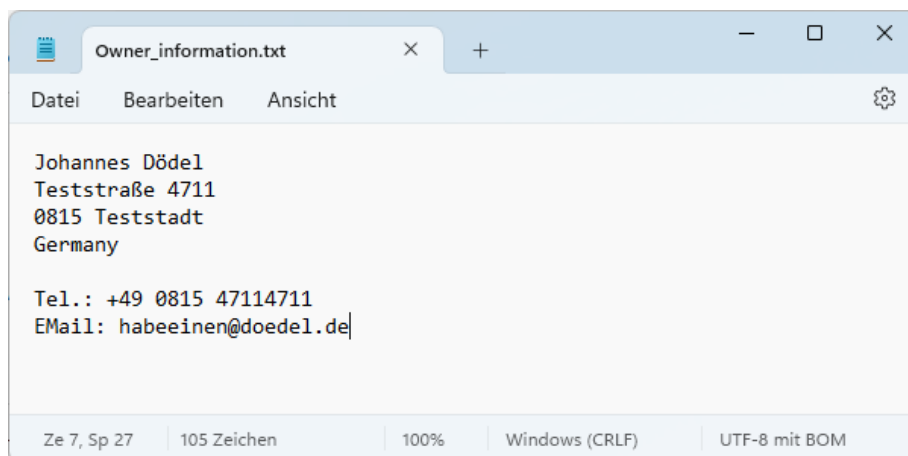 Owner_information.txt
Datei Bearbeiten Ansicht
Johannes Dödel
Teststraße 4711
0815 Teststadt
Germany
Tel.: +49 0815 47114711
EMail: habeeinen@doedel.de
Ze 7, Sp 27 105 Zeichen 100% Windows (CRLF) UTF-8 mit BOM